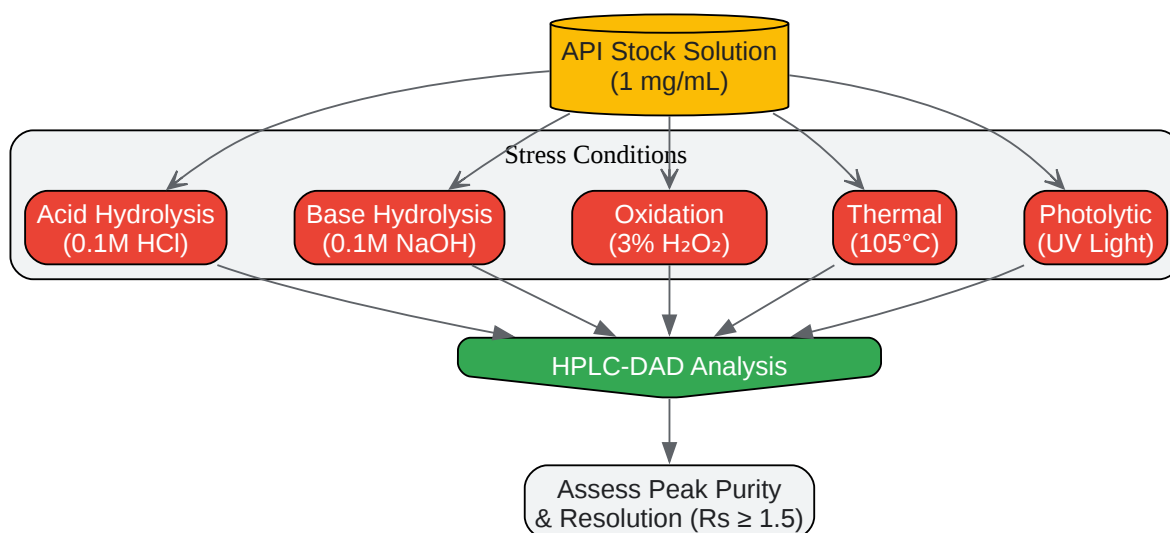 API Stock Solution
(1 mg/mL)
Stress Conditions
Acid Hydrolysis
(0.1M HCl)
Base Hydrolysis
(0.1M NaOH)
Oxidation
(3% H₂O₂)
Thermal
(105°C)
Photolytic
(UV Light)
HPLC-DAD Analysis
Assess Peak Purity
& Resolution (Rs ≥ 1.5)